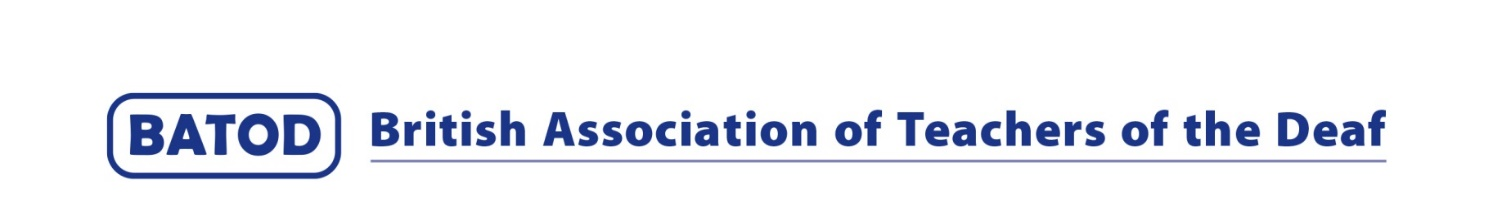 BATOD British Association of Teachers of the Deaf